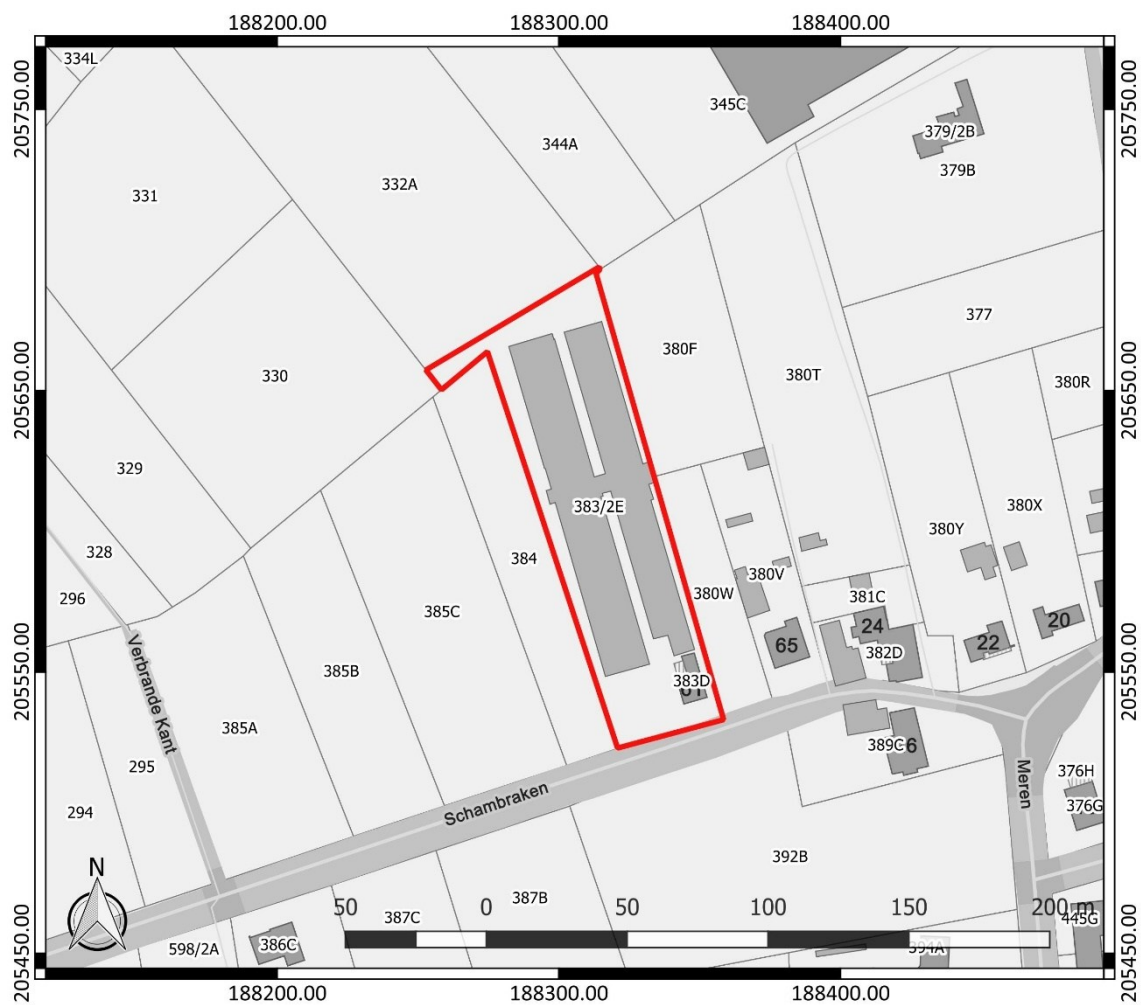 188200.00 188300.00 188400.00
205750.00
205650.00
205550.00
205450.00
205750.00
205650.00
205550.00
205450.00
334L
345C
379/2B
344A
379B
332A
331
377
380F
330
380T
380R
329
383/2E
380X
380Y
328
384
296
380V
380W
381C
385C
24
20
65
22
382D
385B
383D
Verbrande Kant
385A
389C 6
295
376H
Meren
376G
294
Schambraken
392B
N
387B
387C
50 0 50 100 150 200 m
445G
386C
394A
598/2A
188200.00 188300.00 188400.00